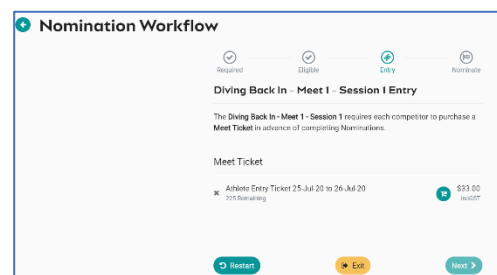 Nomination Workflow
Required Eligible Entry Nominate
Diving Back In - Meet 1 - Session 1 Entry
The Diving Back In - Meet 1 - Session 1 requires each competitor to purchase a
Meet Ticket in advance of completing Nominations.
Meet Ticket
Athlete Entry Ticket 25-Jul-20 to 26-Jul-20 $33.00
225 Remaining incGST
Restart Exit Next